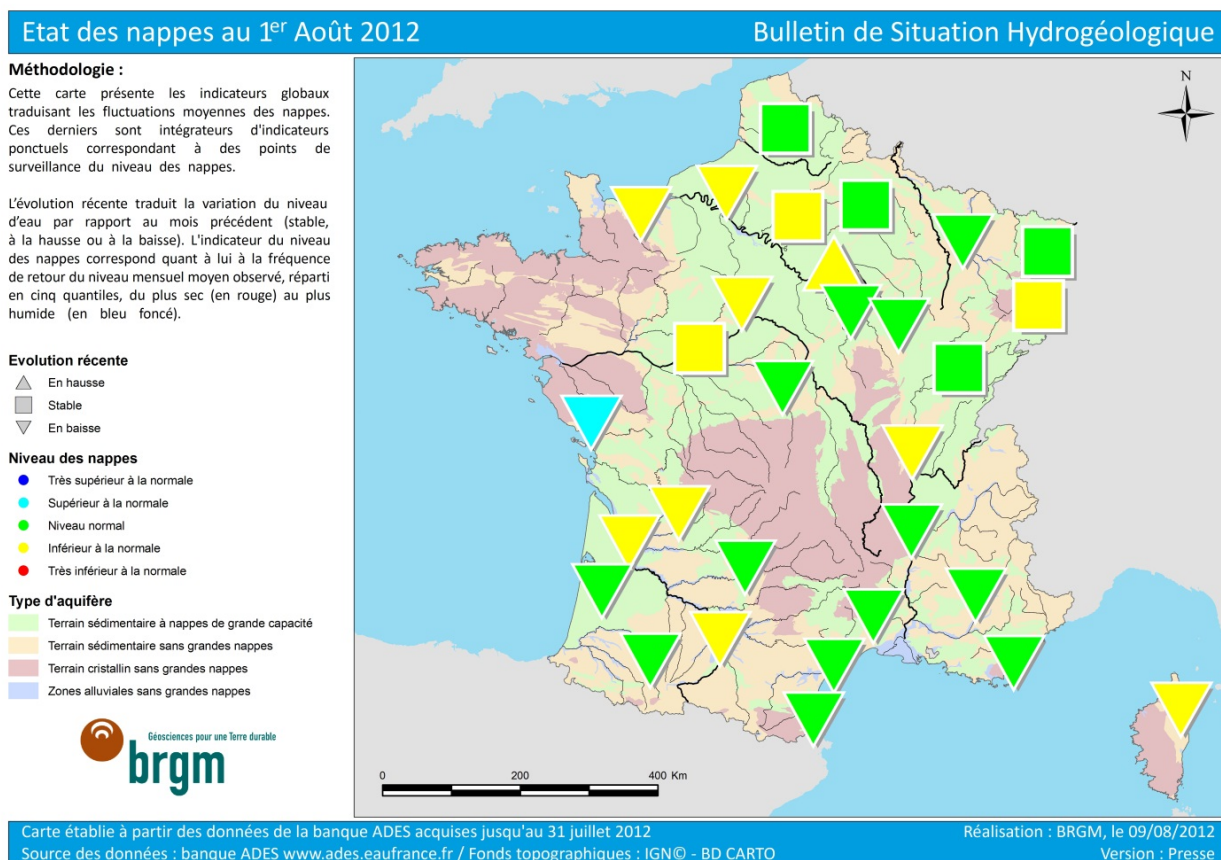 Etat des nappes au 1er Août 2012
Bulletin de Situation Hydrogéologique
Méthodologie :
Cette carte présente les indicateurs globaux
traduisant les fluctuations moyennes des nappes.
Ces derniers sont intégrateurs d'indicateurs
ponctuels correspondant à des points de
surveillance du niveau des nappes.
L'évolution récente traduit la variation du niveau
d'eau par rapport au mois précédent (stable,
à la hausse ou à la baisse). L'indicateur du niveau
des nappes correspond quant à lui à la fréquence
de retour du niveau mensuel moyen observé, réparti
en cinq quantiles, du plus sec (en rouge) au plus
humide (en bleu foncé).
Evolution récente
En hausse
Stable
En baisse
Niveau des nappes
Très supérieur à la normale
Supérieur à la normale
Niveau normal
Inférieur à la normale
Très inférieur à la normale
Type d'aquifère
Terrain sédimentaire à nappes de grande capacité
Terrain sédimentaire sans grandes nappes
Terrain cristallin sans grandes nappes
Zones alluviales sans grandes nappes
Géosciences pour une Terre durable
brgm
N
0 200 400 Km
Carte établie à partir des données de la banque ADES acquises jusqu'au 31 juillet 2012
Source des données : banque ADES www.ades.eaufrance.fr / Fonds topographiques : IGN© - BD CARTO
Réalisation : BRGM, le 09/08/2012
Version : Presse